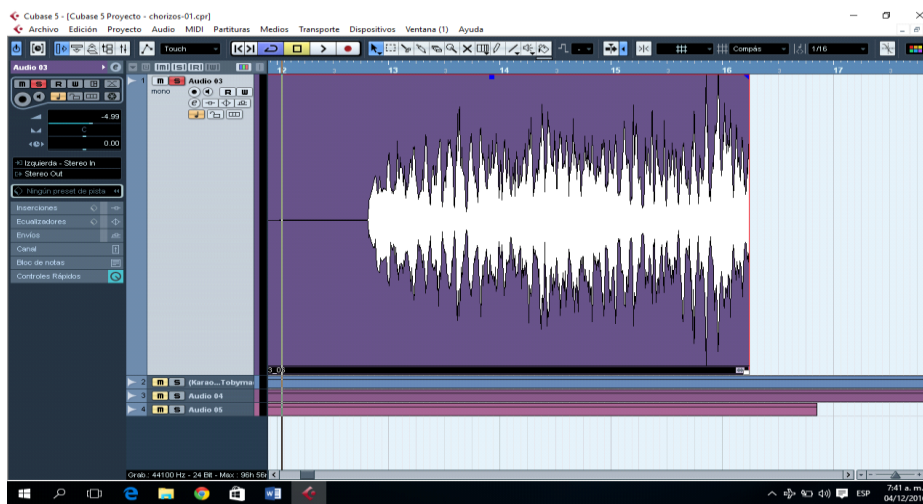 Cubase 5 - [Cubase 5 Proyecto - chorizos-01.cpr]
Archivo Edición Proyecto Audio MIDI Partituras Medios Transporte Dispositivos Ventana (1) Ayuda
Touch Compás 1/16
Audio 03
12 13 14 15 16 17
1 m S Audio 03
mono
R W
-4.99
C
0.00
Izquierda - Stereo In
Stereo Out
Ningún preset de pista
Inserciones
Ecualizadores
Envíos
Canal
Bloc de notas
Controles Rápidos
2 m S (Karao...Tobyma
3 m S Audio 04
4 m S Audio 05
Grab.: 44100 Hz - 24 Bit - Max.: 96h
ESP
7:41 a. m.